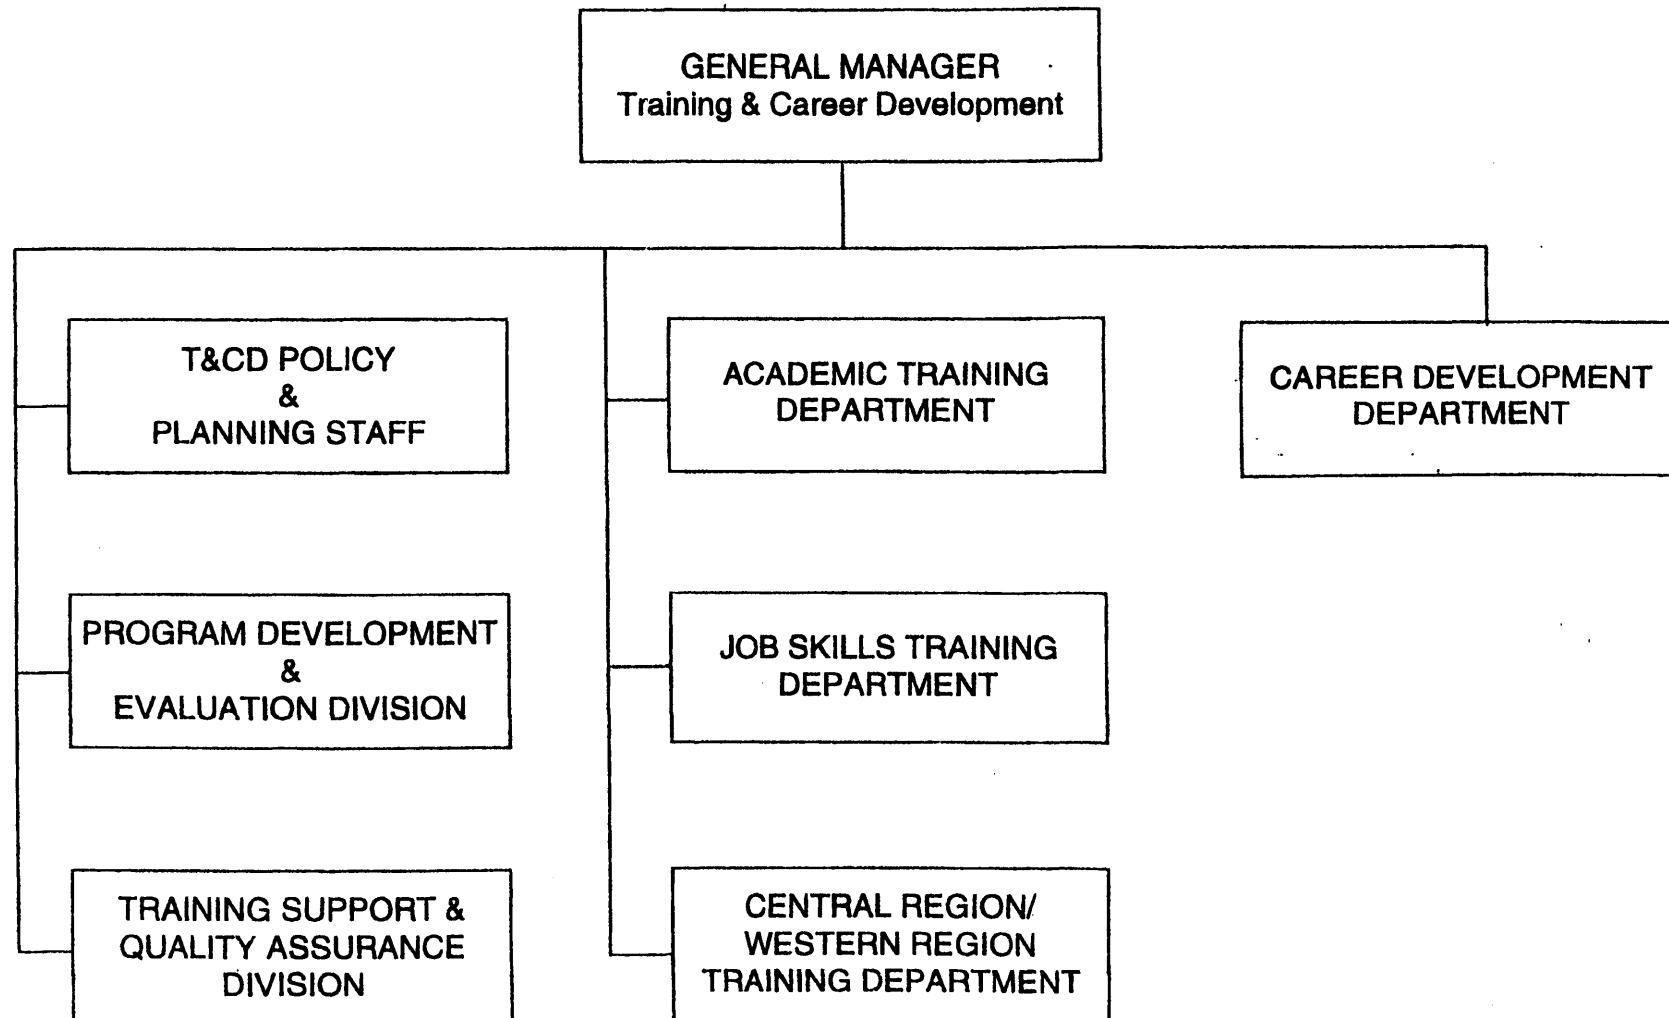 GENERAL MANAGER
Training & Career Development
T&CD POLICY
&
PLANNING STAFF
ACADEMIC TRAINING
DEPARTMENT
CAREER DEVELOPMENT
DEPARTMENT
PROGRAM DEVELOPMENT
&
EVALUATION DIVISION
JOB SKILLS TRAINING
DEPARTMENT
TRAINING SUPPORT &
QUALITY ASSURANCE
DIVISION
CENTRAL REGION/
WESTERN REGION
TRAINING DEPARTMENT